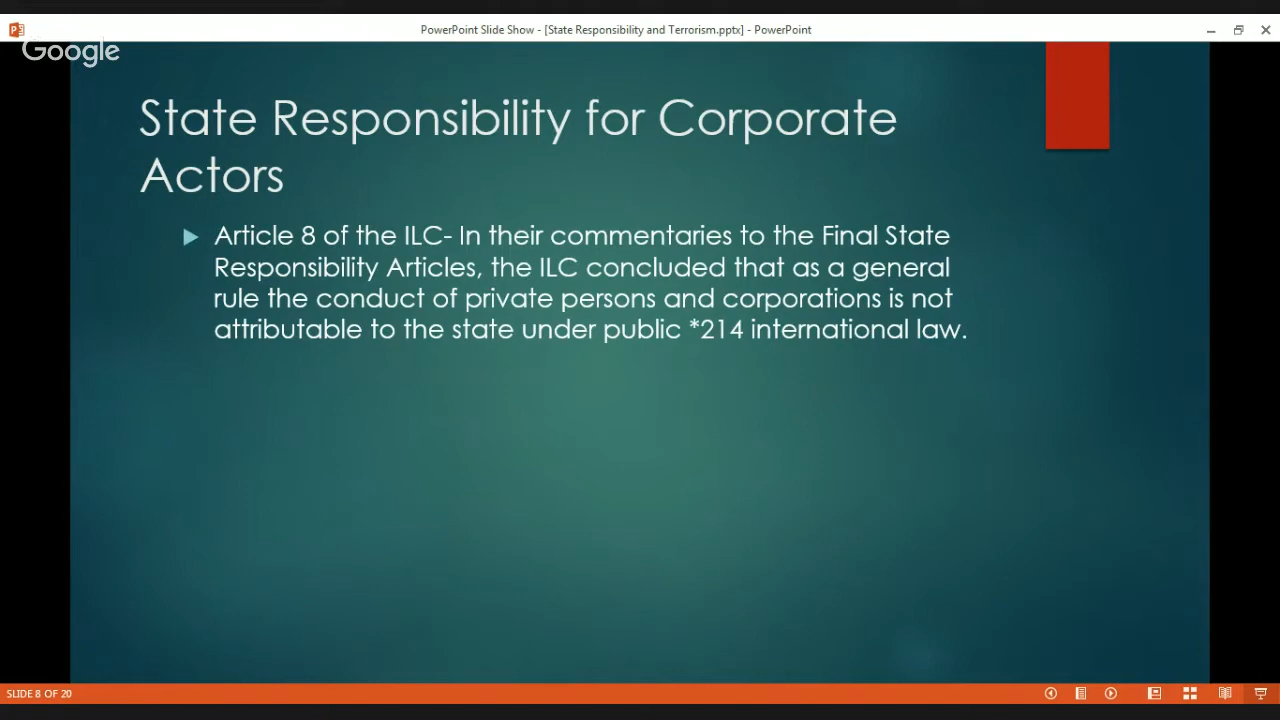 PowerPoint Slide Show - [State Responsibility and Terrorism.pptx] - PowerPoint
Google
State Responsibility for Corporate
Actors
Article 8 of the ILC- In their commentaries to the Final State
Responsibility Articles, the ILC concluded that as a general
rule the conduct of private persons and corporations is not
attributable to the state under public *214 international law.
SLIDE 8 OF 20